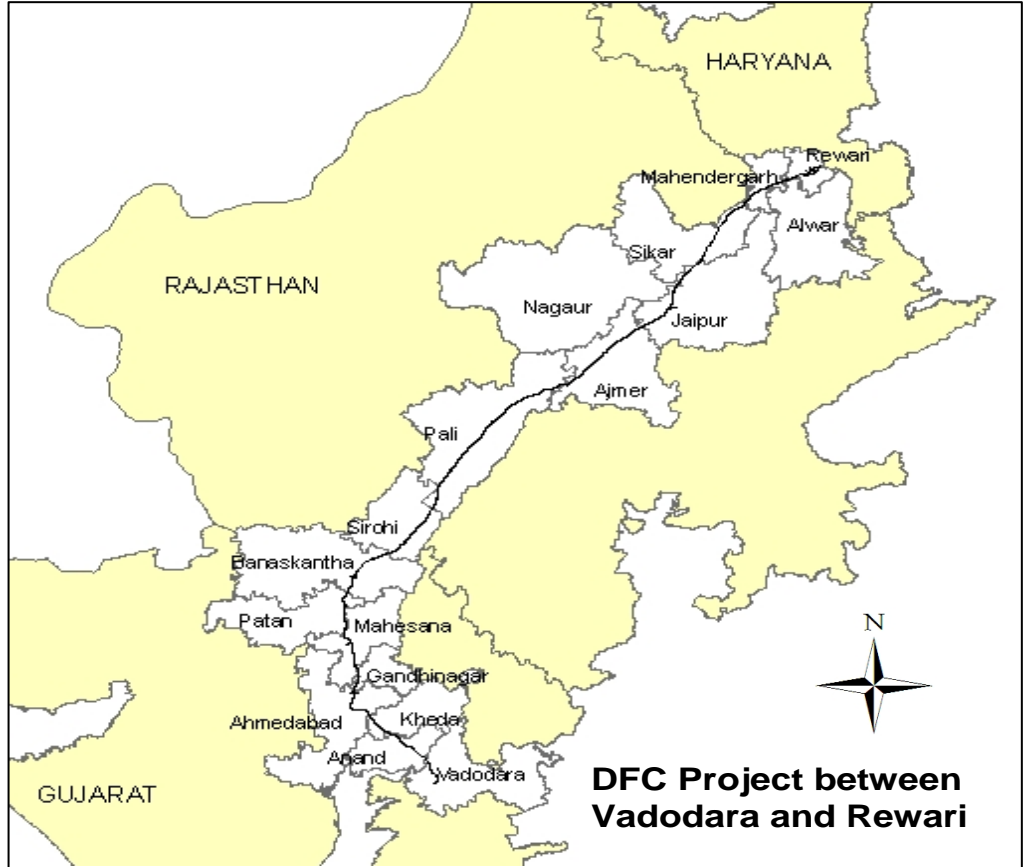 HARYANA
Rewari
Mahendergarh
Alwar
Sikar
RAJASTHAN
Nagaur
Jaipur
Ajmer
Pali
Sirohi
Banaskantha
Patan
Mahesana
N
Gandhinagar
Ahmedabad
Kheda
Anand
Vadodara
GUJARAT
DFC Project between
Vadodara and Rewari